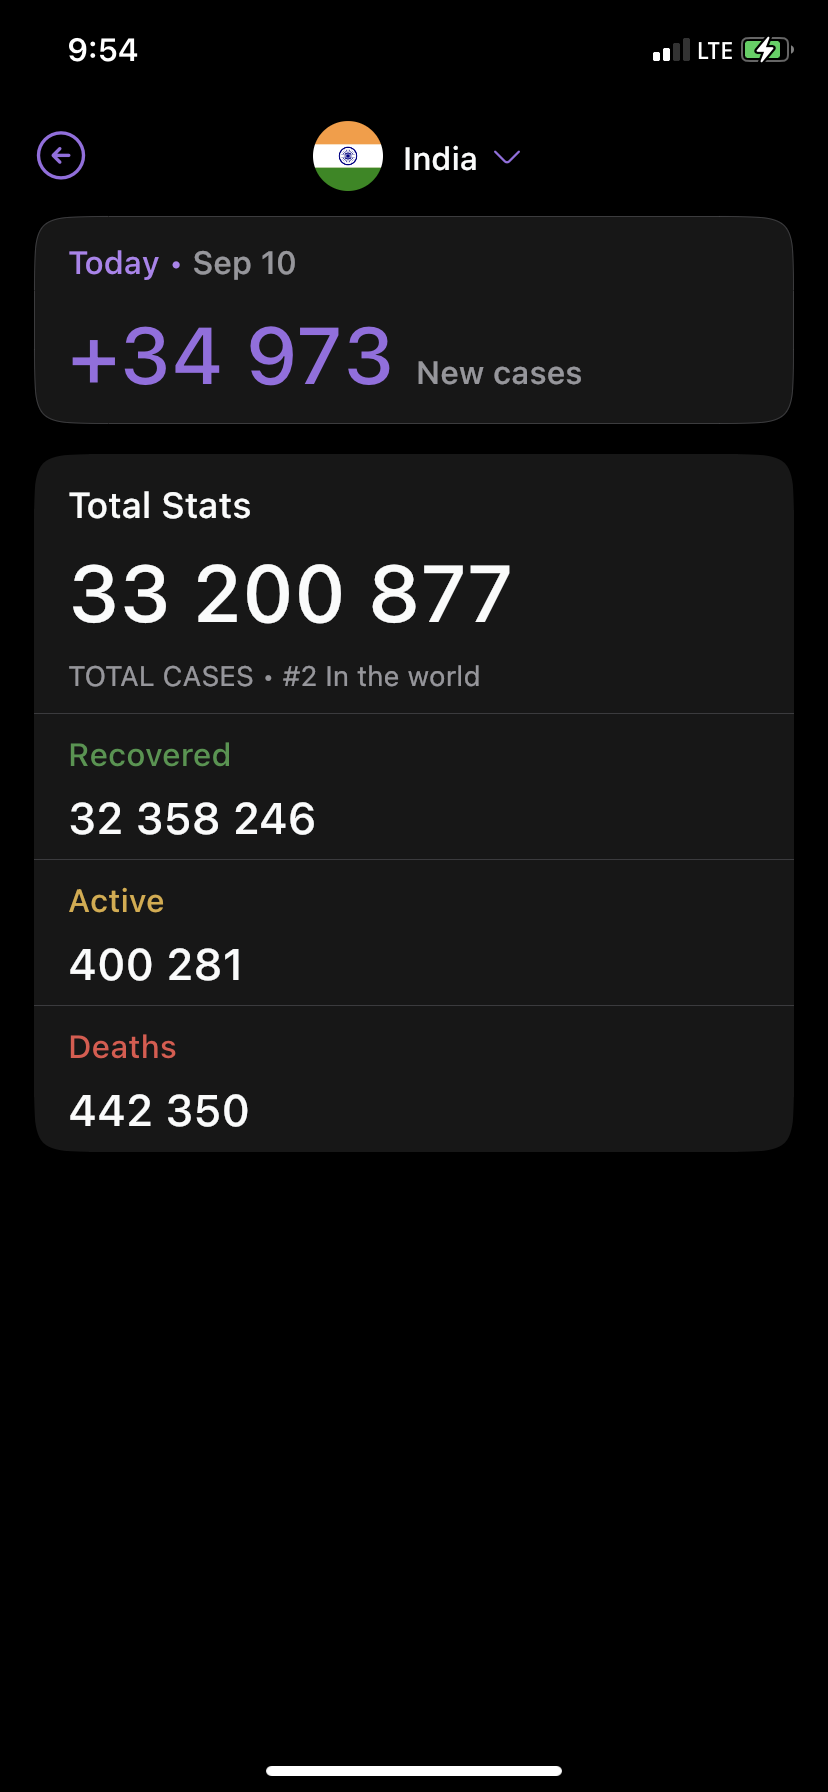 9:54 LTE
India
Today • Sep 10
+34 973 New cases
Total Stats
33 200 877
TOTAL CASES • #2 In the world
Recovered
32 358 246
Active
400 281
Deaths
442 350